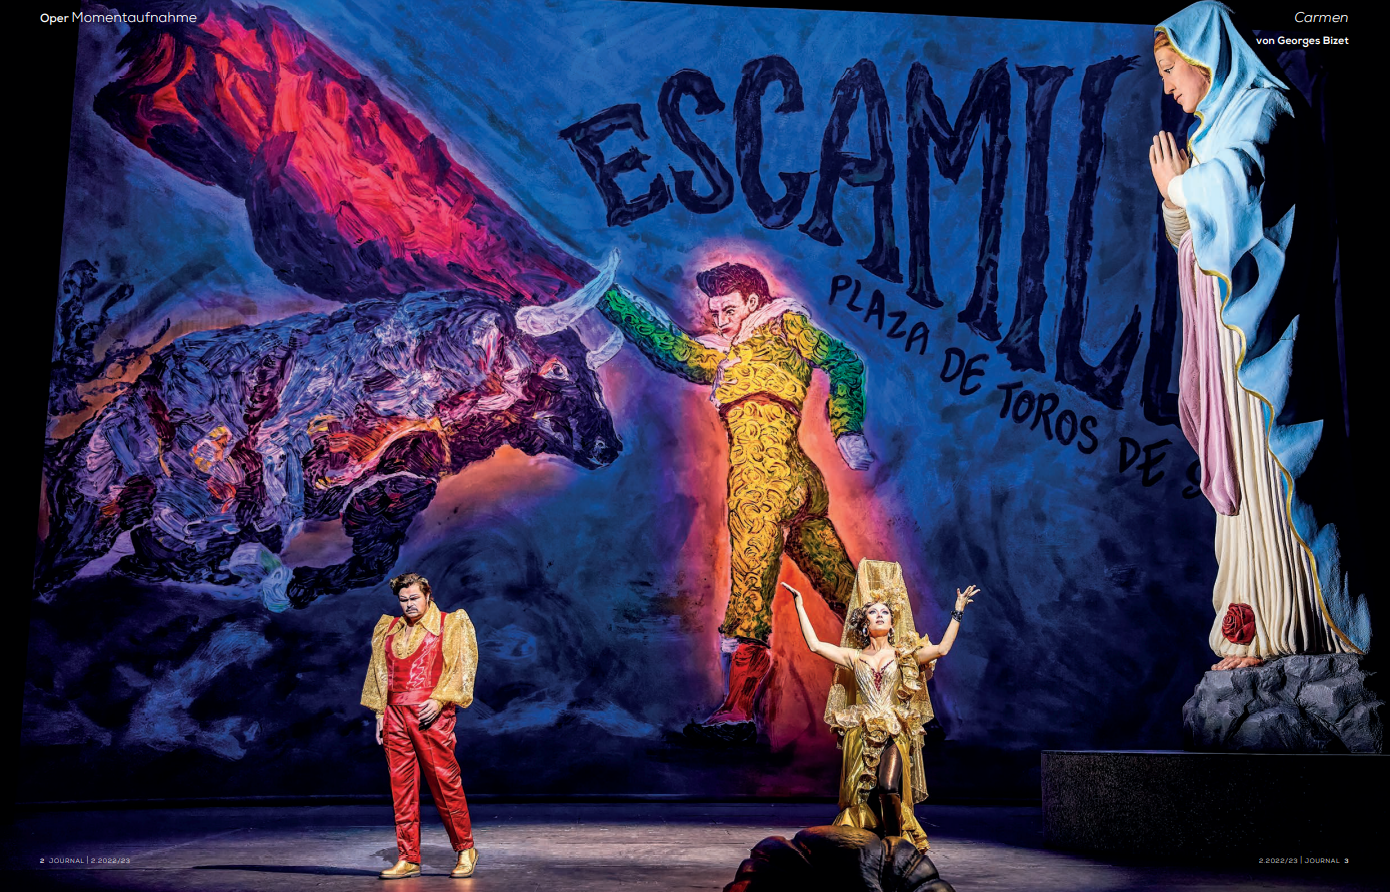 Oper Momentaufnahme
Carmen
von Georges Bizet
ESCAMIL
PLAZA DE TOROS DE S
2 JOURNAL | 2.2022/23
2.2022/23 | JOURNAL 3